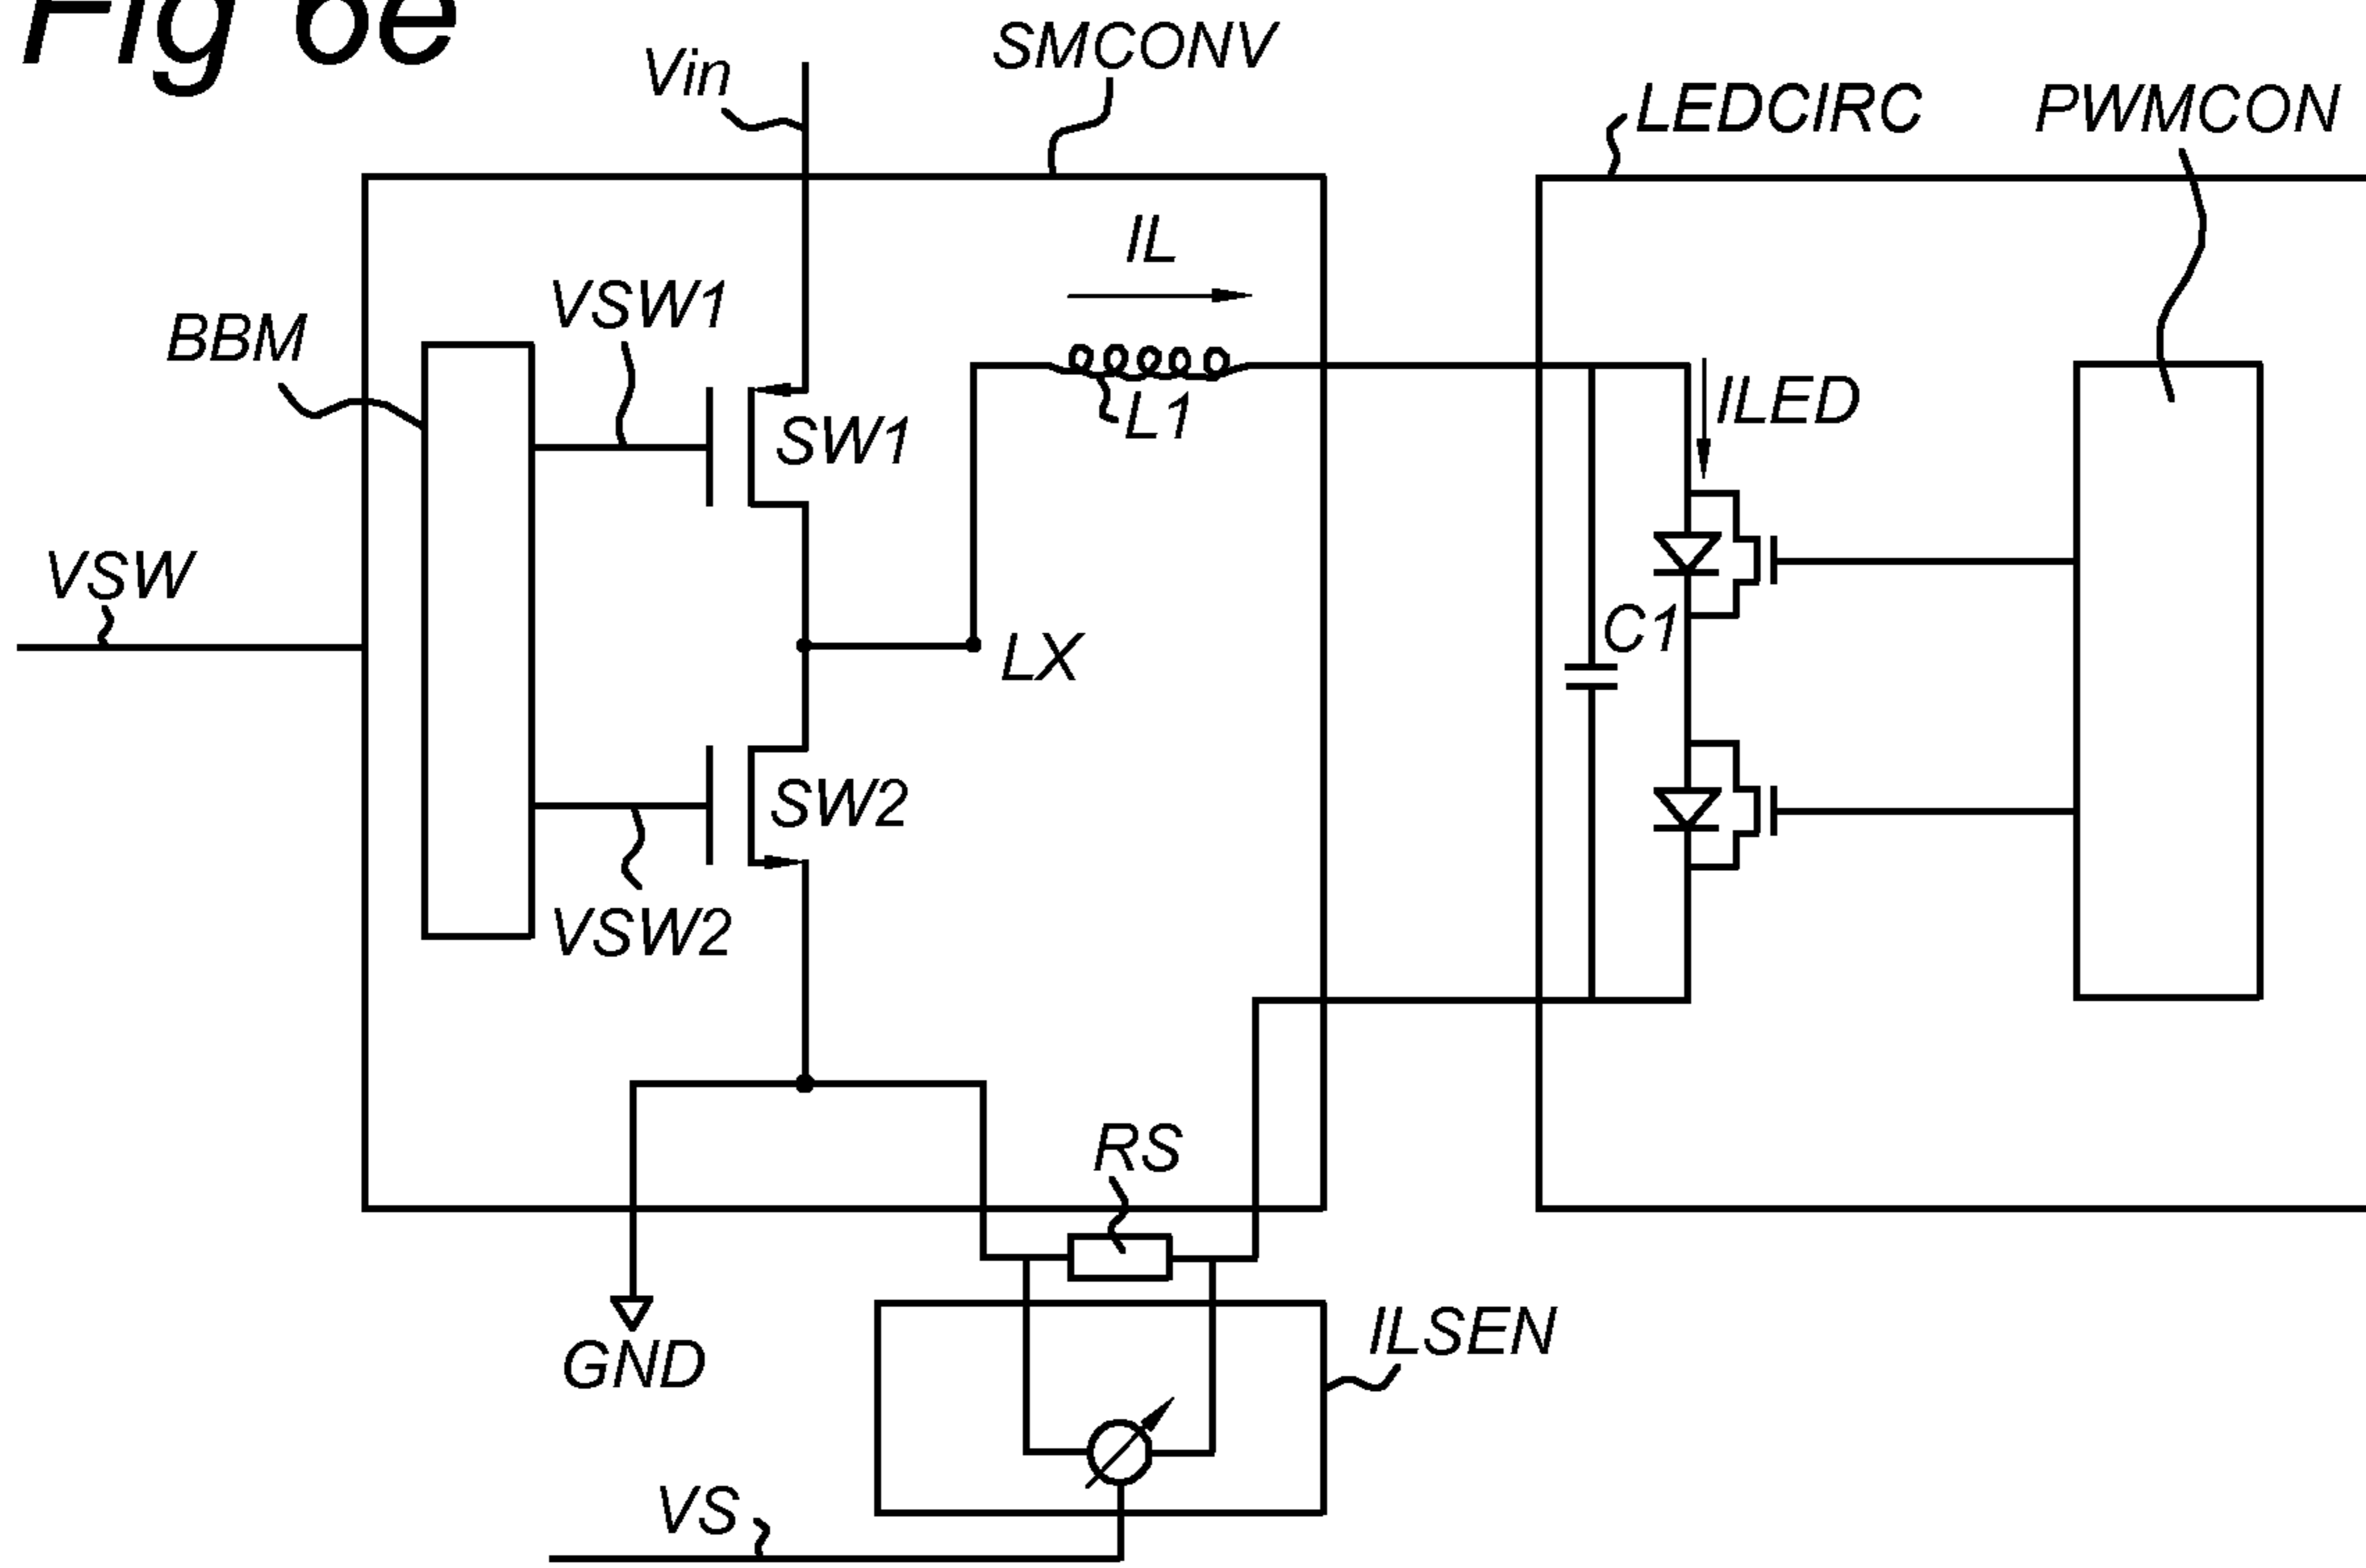 Fig 6e
Vin
SMCONV
LEDCIRC
PWMCON
IL
VSW1
BBM
L1
ILED
SW1
VSW
C1
LX
SW2
VSW2
RS
ILSEN
GND
VS